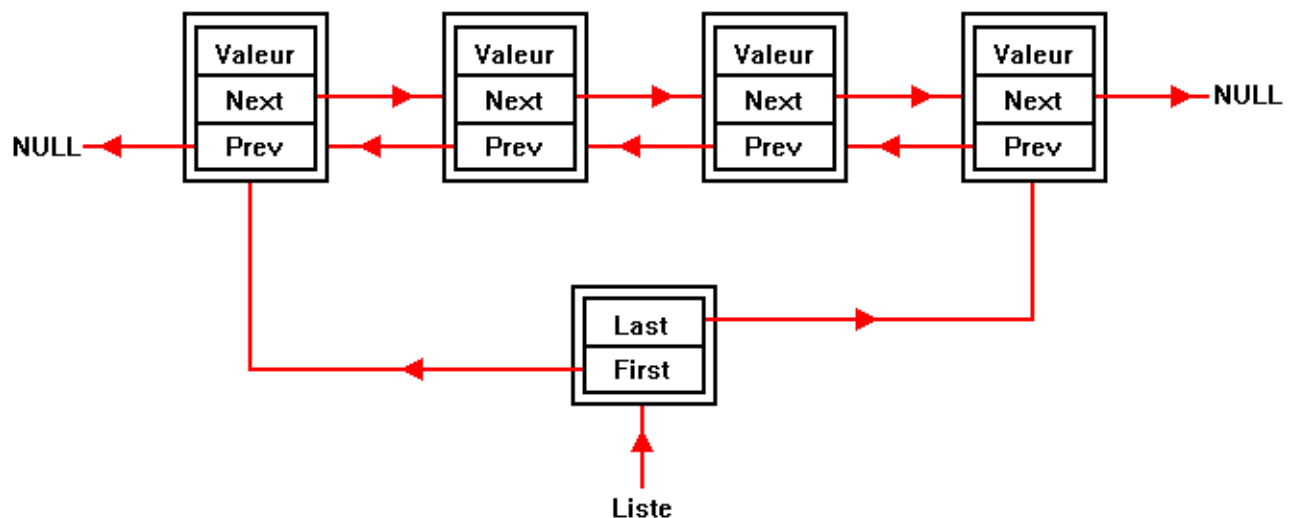 Valeur Valeur Valeur Valeur
Next Next Next Next NULL
NULL Prev Prev Prev Prev
Last
First
Liste